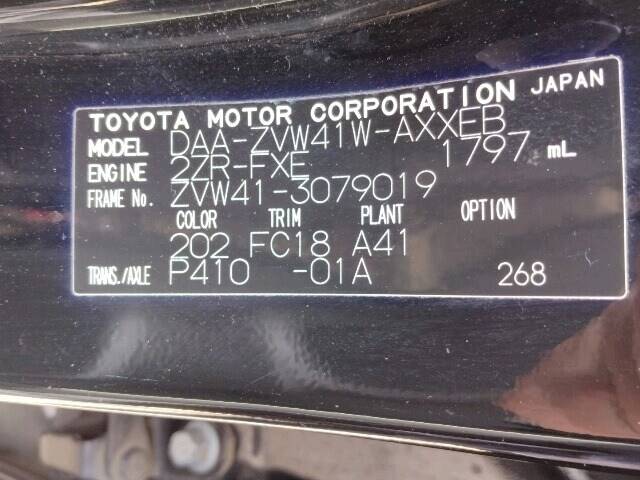 TOYOTA MOTOR CORPORATION JAPAN
MODEL DAA-ZVW41W-AXXEB
ENGINE 2ZR-FXE 1797 mL
FRAME No. ZVW41-3079019
COLOR TRIM PLANT OPTION
202 FC18 A41
TRANS./AXLE P410 -01A 268